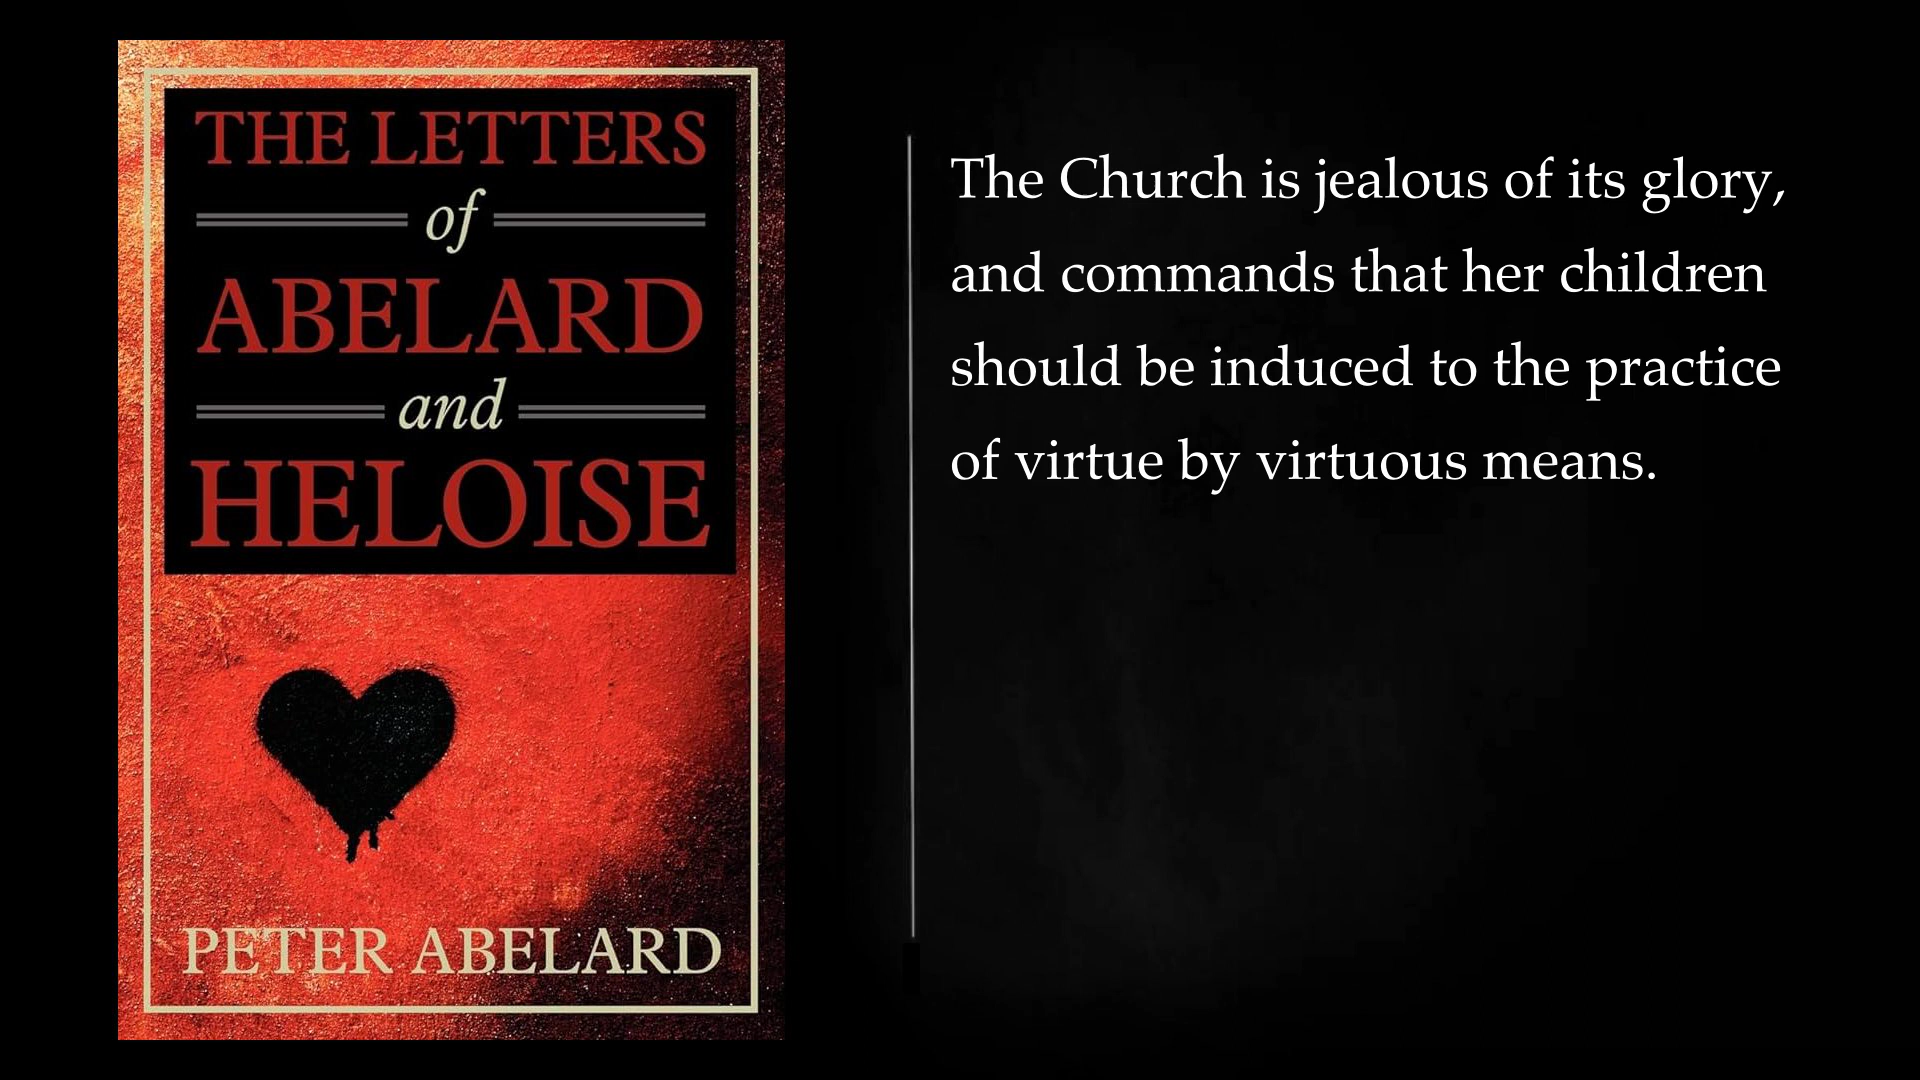 THE LETTERS
of
ABELARD
and
HELOISE
PETER ABELARD
The Church is jealous of its glory,
and commands that her children
should be induced to the practice
of virtue by virtuous means.